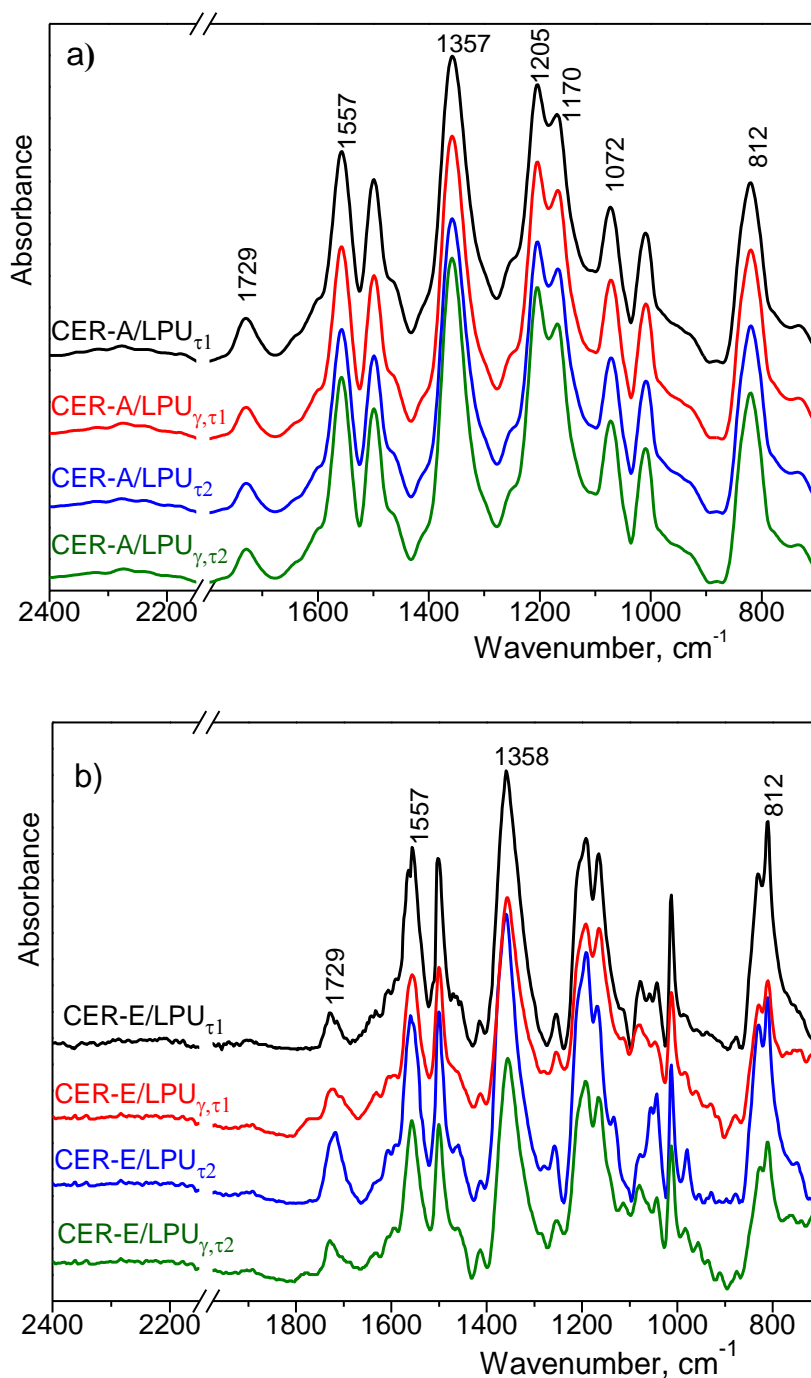 a)
1357
1205
1170
1557
1072
812
1729
Absorbance
CER-A/LPUτ1
CER-A/LPUγ,τ1
CER-A/LPUτ2
CER-A/LPUγ,τ2
2400 2200 1600 1400 1200 1000 800
Wavenumber, cm-1
b)
1358
1557
812
1729
Absorbance
CER-E/LPUτ1
CER-E/LPUγ,τ1
CER-E/LPUτ2
CER-E/LPUγ,τ2
2400 2200 1800 1600 1400 1200 1000 800
Wavenumber, cm-1